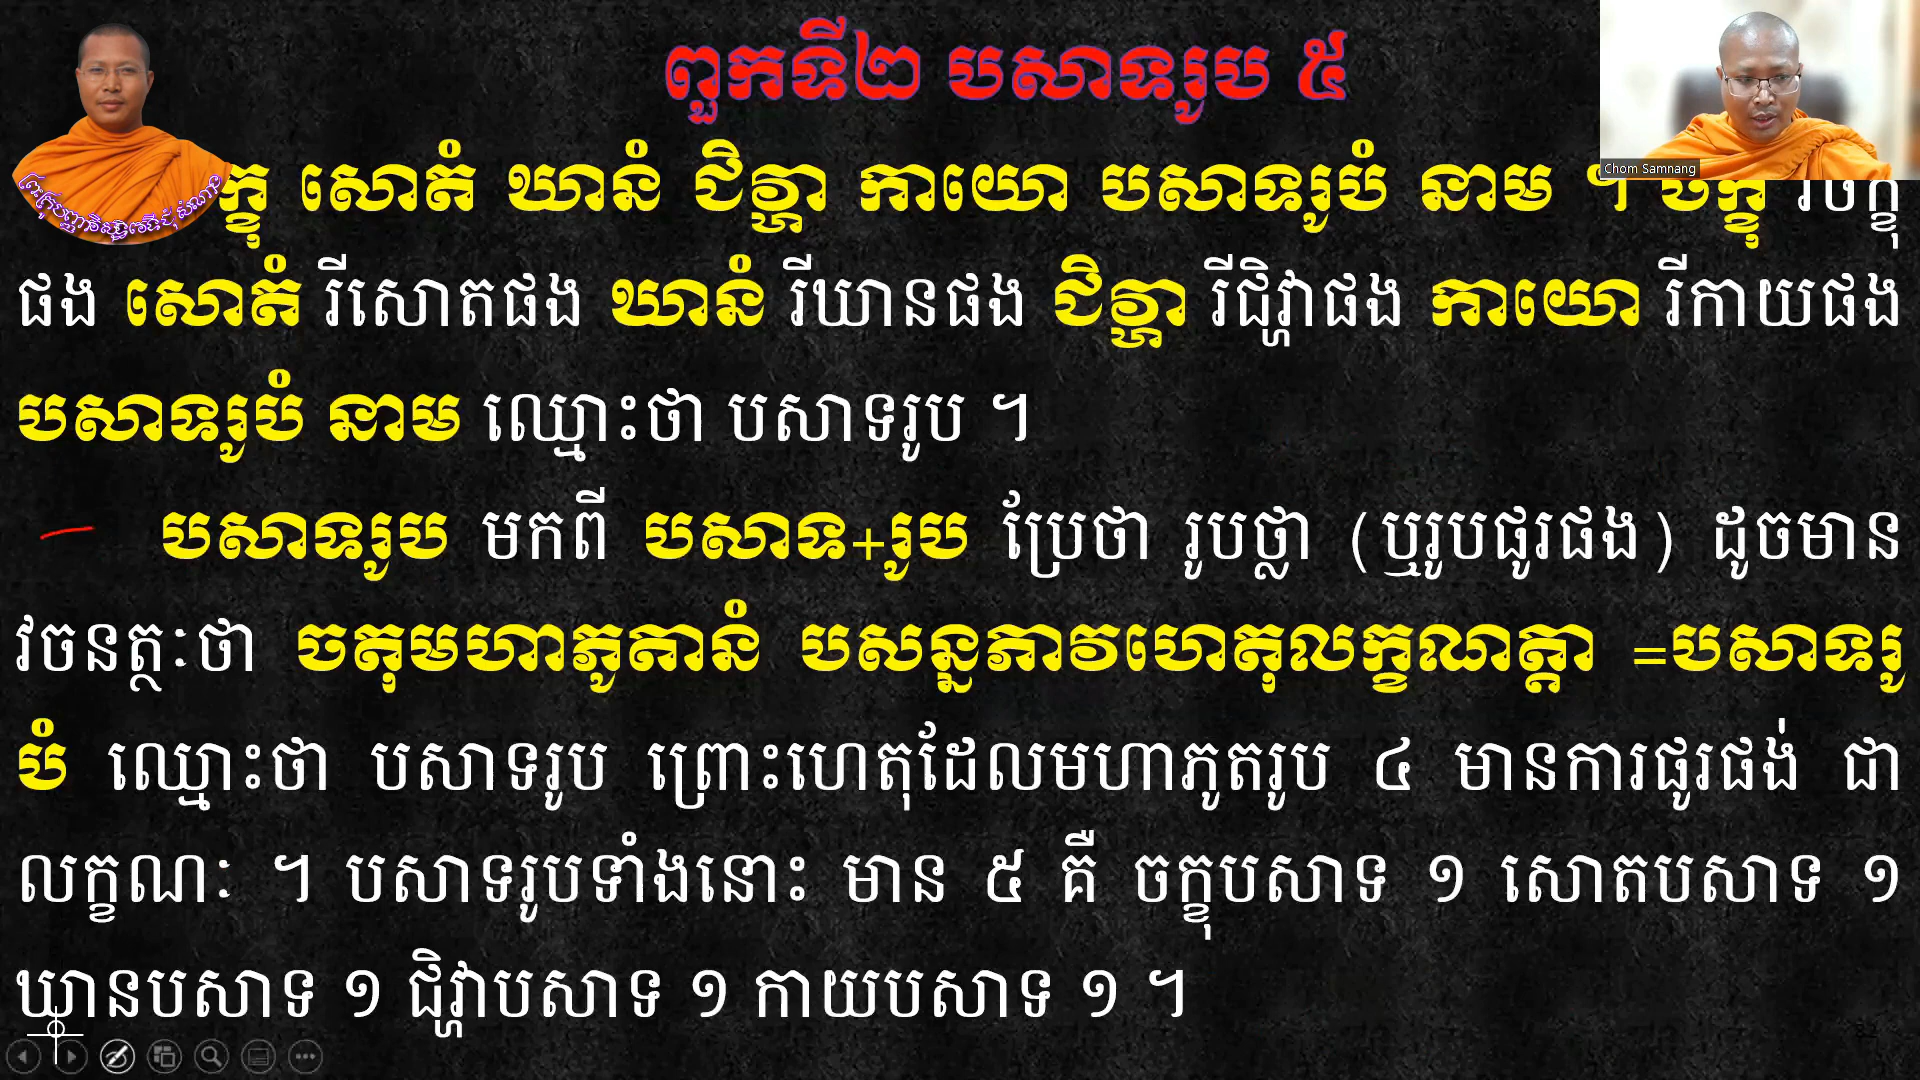 ពួកទី២ បសាទរូប ៥
Chom Samnang
ក្ខុ សោតំ ឃានំ ជិវ្ហា កាយោ បសាទរូបំ នាម ។ ចក្ខុ រីចក្ខុ
ផង សោតំ រីសោតផង ឃានំ រីឃានផង ជិវ្ហា រីជិវ្ហាផង កាយោ រីកាយផង
បសាទរូបំ នាម ឈ្មោះថា បសាទរូប ។
បសាទរូប មកពី បសាទ+រូប ប្រែថា រូបថ្លា (ឬរូបផូរផង) ដូចមាន
វចនត្ថៈថា ចតុមហាភូតានំ បសន្នភាវហេតុលក្ខណត្តា =បសាទរូ
បំ ឈ្មោះថា បសាទរូប ព្រោះហេតុដែលមហាភូតរូប ៤ មានការផូរផង់ ជា
លក្ខណៈ ។ បសាទរូបទាំងនោះ មាន ៥ គឺ ចក្ខុបសាទ ១ សោតបសាទ ១
ឃានបសាទ ១ ជិវ្ហាបសាទ ១ កាយបសាទ ១ ។